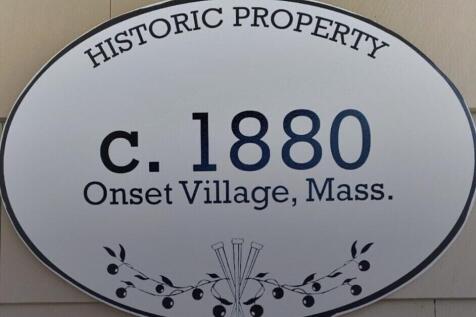 HISTORIC PROPERTY
c. 1880
Onset Village, Mass.